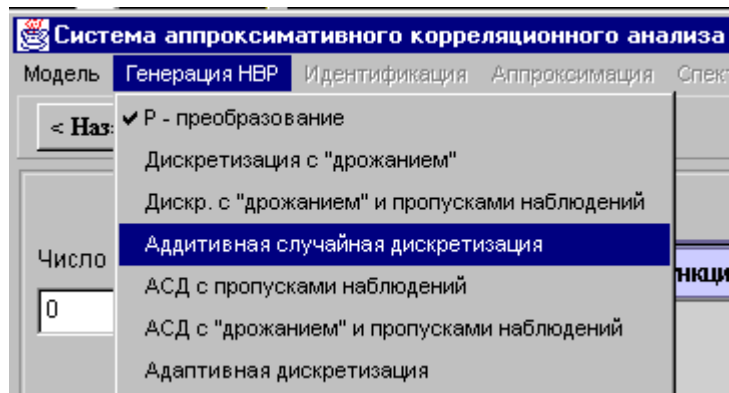 Система аппроксимативного корреляционного анализа
Модель Генерация НВР Идентификация Аппроксимация
< Наз
✔ Р - преобразование
Дискретизация с "дрожанием"
Дискр. с "дрожанием" и пропусками наблюдений
Аддитивная случайная дискретизация
Число
АСД с пропусками наблюдений
0
АСД с "дрожанием" и пропусками наблюдений
Адаптивная дискретизация